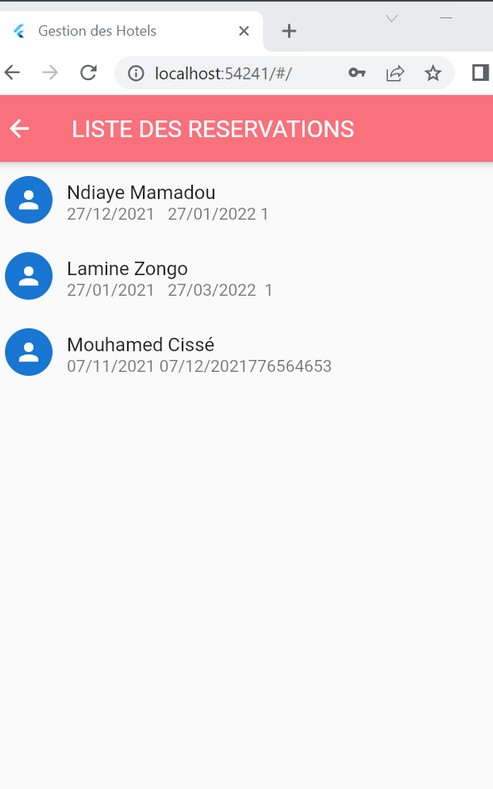 Gestion des Hotels
localhost:54241/#/
LISTE DES RESERVATIONS
Ndiaye Mamadou
27/12/2021 27/01/2022 1
Lamine Zongo
27/01/2021 27/03/2022 1
Mouhamed Cissé
07/11/2021 07/12/2021776564653